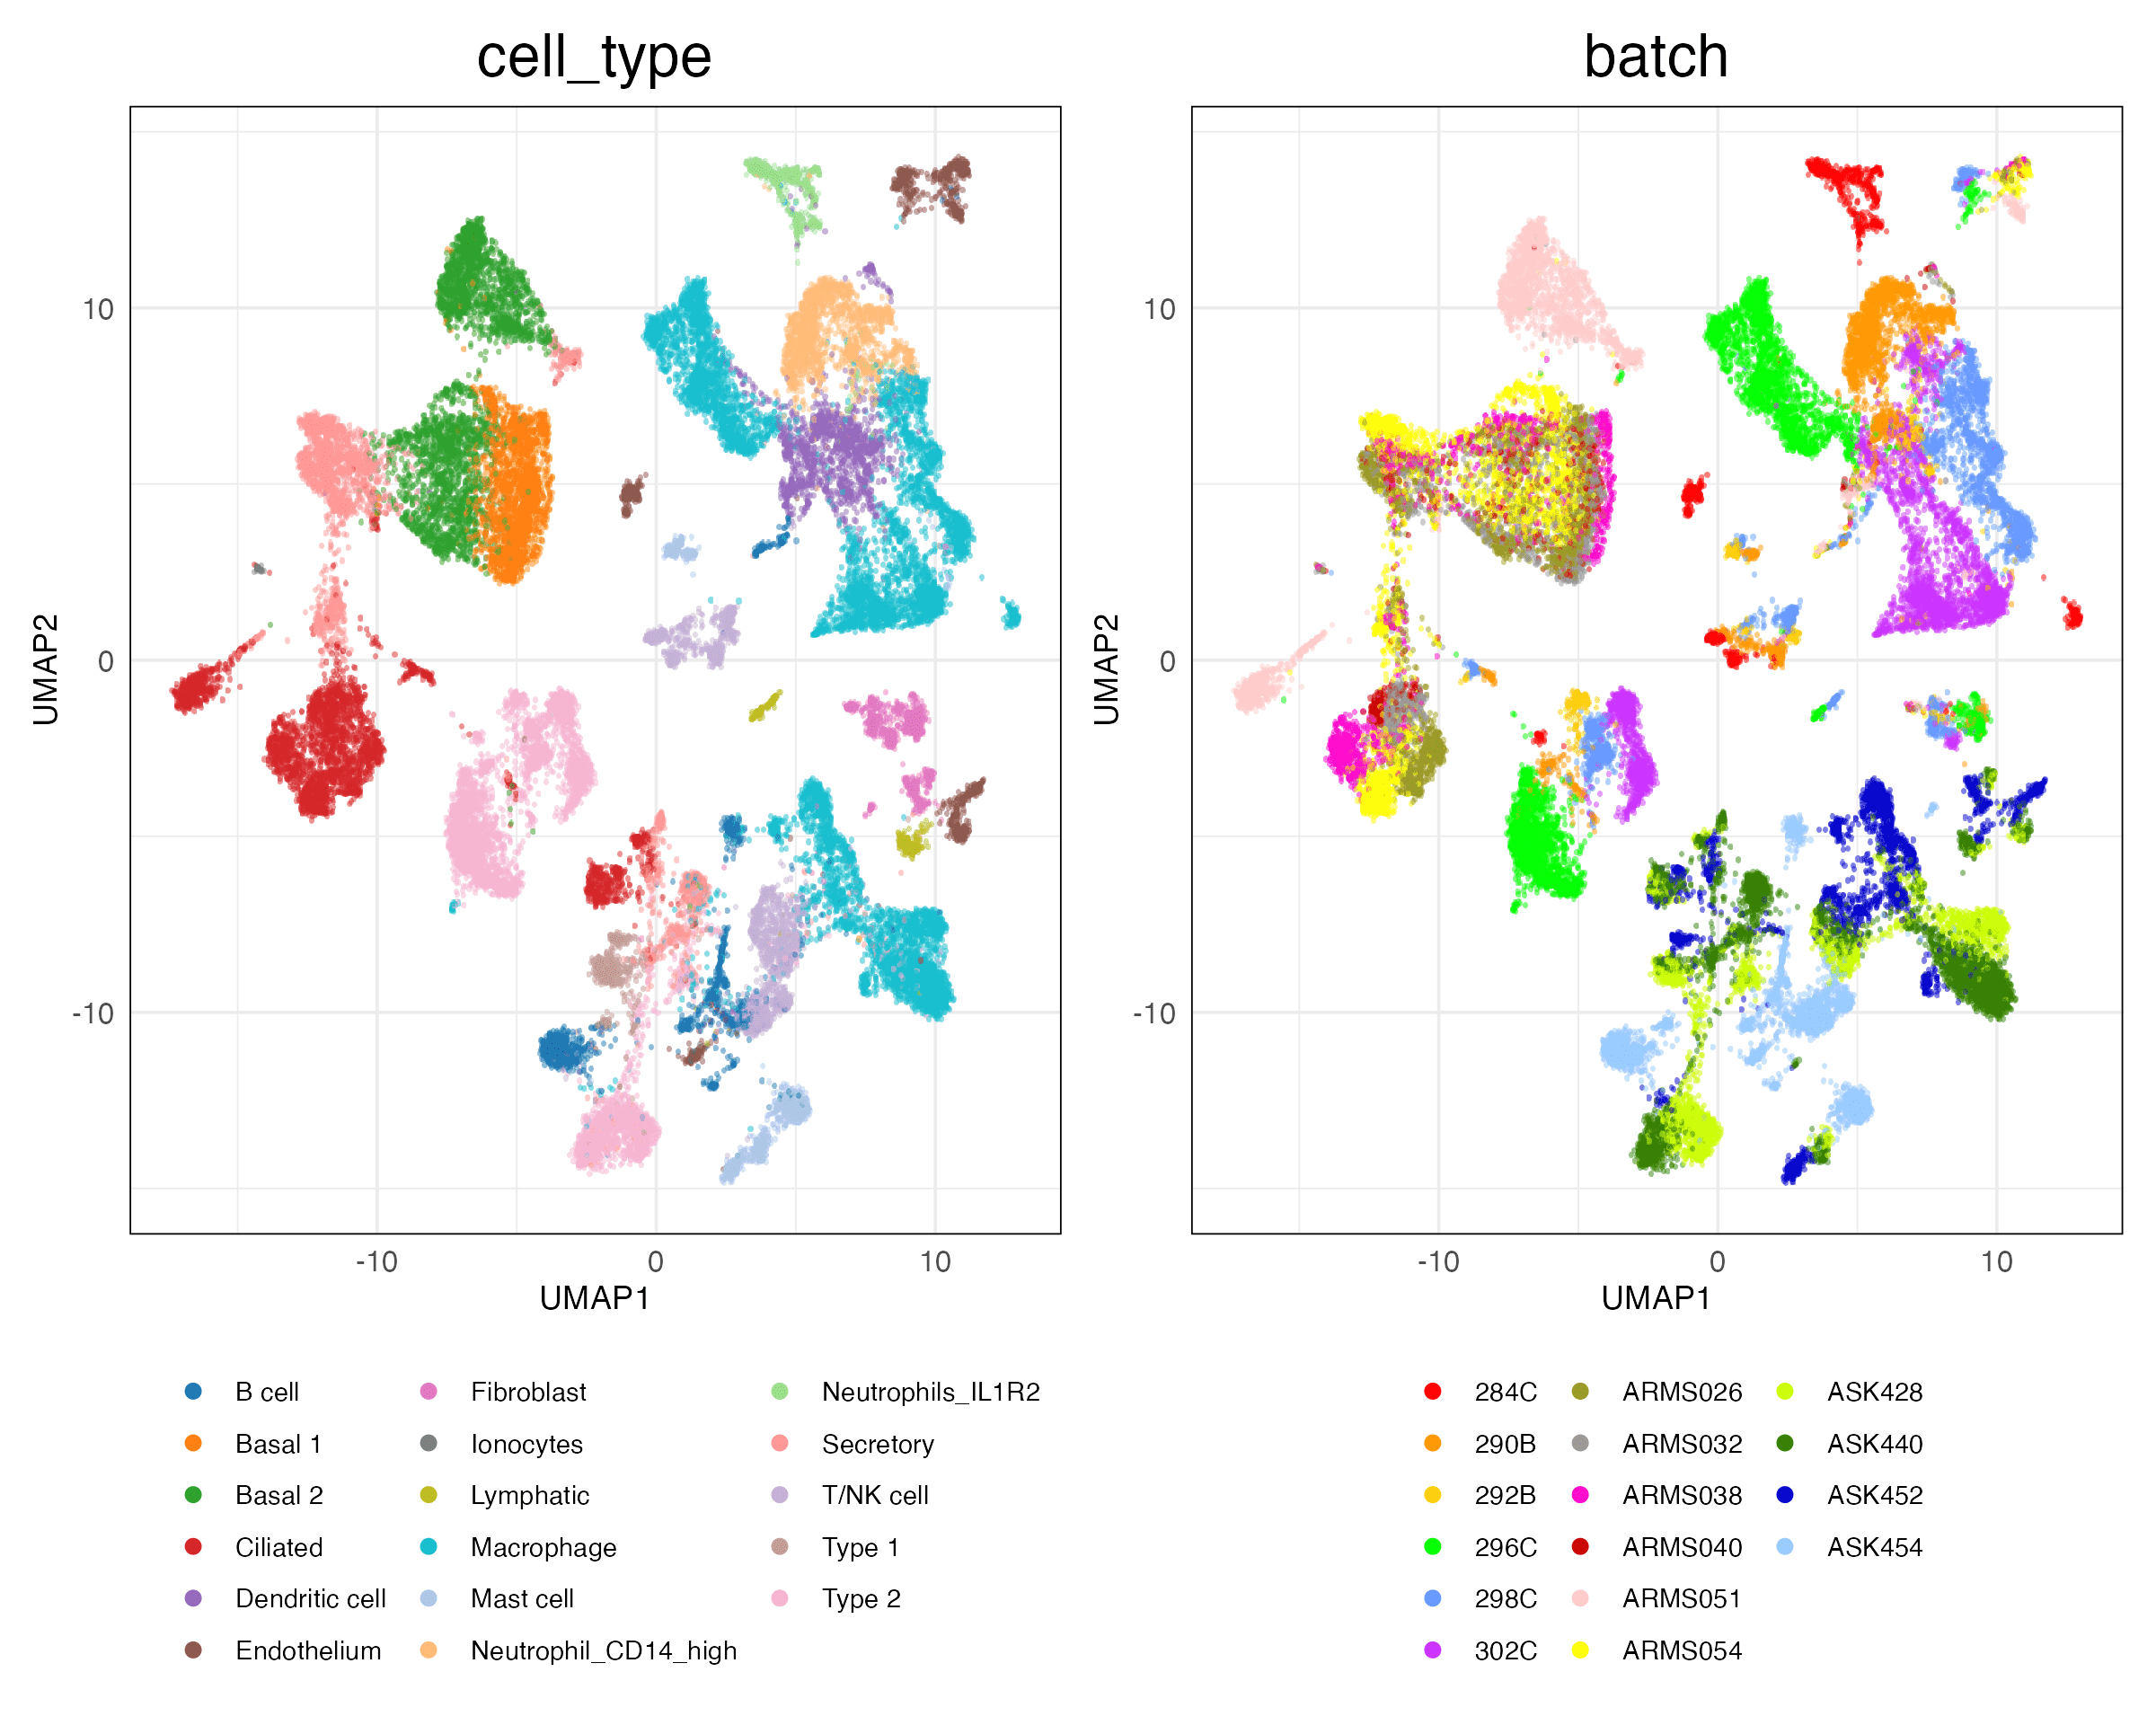 cell_type
batch
10
0
-10
UMAP2
-10
0
10
UMAP1
10
0
-10
UMAP2
-10
0
10
UMAP1
B cell
Basal 1
Basal 2
Ciliated
Dendritic cell
Endothelium
Fibroblast
Ionocytes
Lymphatic
Macrophage
Mast cell
Neutrophil_CD14_high
Neutrophils_IL1R2
Secretory
T/NK cell
Type 1
Type 2
284C
290B
292B
296C
298C
302C
ARMS026
ARMS032
ARMS038
ARMS040
ARMS051
ARMS054
ASK428
ASK440
ASK452
ASK454